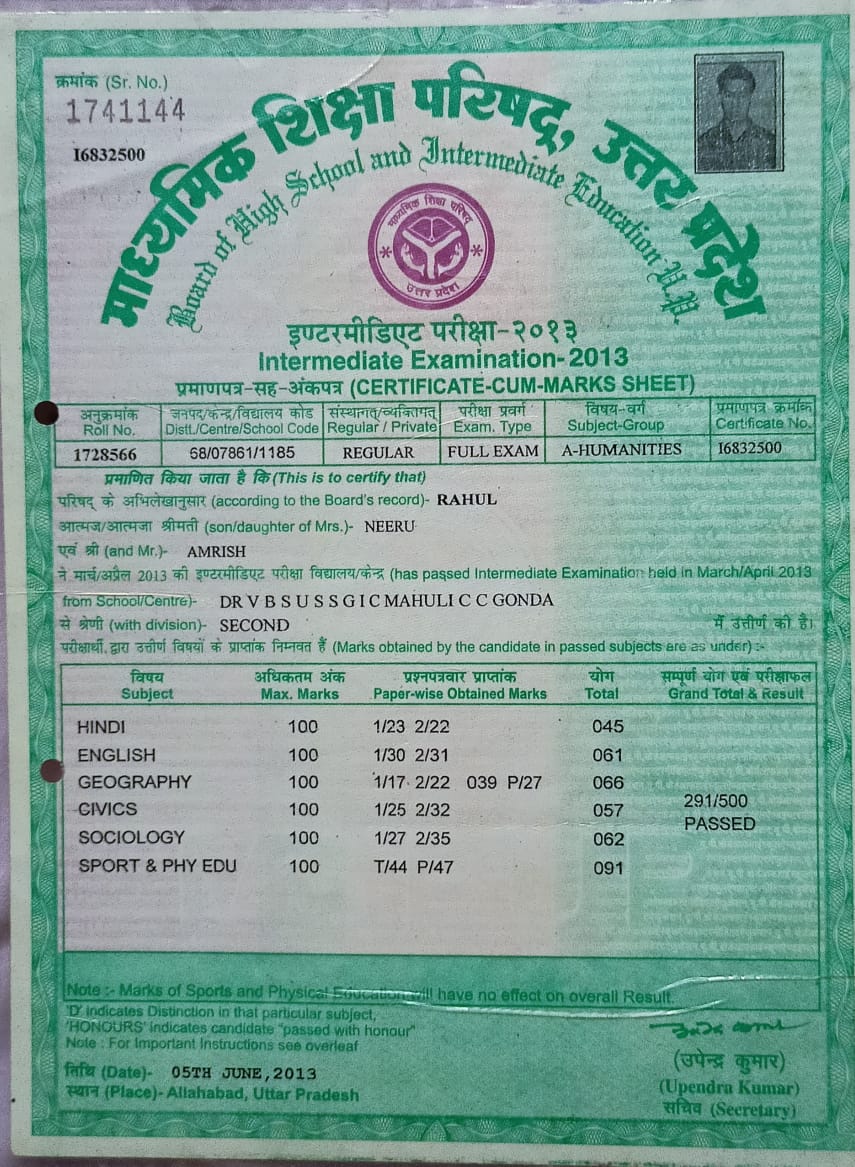 क्रमांक (Sr. No.)
1741144
I6832500
माध्यमिक शिक्षा परिषद्, उत्तर प्रदेश
Board of High School and Intermediate Education U.P.
माध्यमिक शिक्षा परिषद्
उत्तर प्रदेश
इण्टरमीडिएट परीक्षा-२०१३
Intermediate Examination-2013
प्रमाणपत्र-सह-अंकपत्र (CERTIFICATE-CUM-MARKS SHEET)
अनुक्रमांक जनपद/केन्द्र/विद्यालय कोड संस्थागत/व्यक्तिगत परीक्षा प्रवर्ग विषय-वर्ग प्रमाणपत्र क्रमांक
Roll No. Distt./Centre/School Code Regular / Private Exam. Type Subject-Group Certificate No.
1728566 68/07861/1185 REGULAR FULL EXAM A-HUMANITIES I6832500
प्रमाणित किया जाता है कि (This is to certify that)
परिषद् के अभिलेखानुसार (according to the Board's record)- RAHUL
आत्मज/आत्मजा श्रीमती (son/daughter of Mrs.)- NEERU
एवं श्री (and Mr.)- AMRISH
ने मार्च/अप्रैल 2013 की इण्टरमीडिएट परीक्षा विद्यालय/केन्द्र (has passed Intermediate Examination held in March/April 2013
from School/Centre)- DR V B S U S S G I C MAHULI C C GONDA
से श्रेणी (with division)- SECOND में उत्तीर्ण की है।
परीक्षार्थी, द्वारा उत्तीर्ण विषयों के प्राप्तांक निम्नवत हैं (Marks obtained by the candidate in passed subjects are as under) :-
विषय अधिकतम अंक प्रश्नपत्रवार प्राप्तांक योग सम्पूर्ण योग एवं परीक्षाफल
Subject Max. Marks Paper-wise Obtained Marks Total Grand Total & Result
HINDI 100 1/23 2/22 045
ENGLISH 100 1/30 2/31 061
GEOGRAPHY 100 1/17 2/22 039 P/27 066
291/500
CIVICS 100 1/25 2/32 057
PASSED
SOCIOLOGY 100 1/27 2/35 062
SPORT & PHY EDU 100 T/44 P/47 091
Note :- Marks of Sports and Physical Education will have no effect on overall Result.
'D' indicates Distinction in that particular subject,
'HONOURS' indicates candidate "passed with honour"
Note : For Important Instructions see overleaf
तिथि (Date)- 05TH JUNE, 2013
स्थान (Place)- Allahabad, Uttar Pradesh
(उपेन्द्र कुमार)
(Upendra Kumar)
सचिव (Secretary)